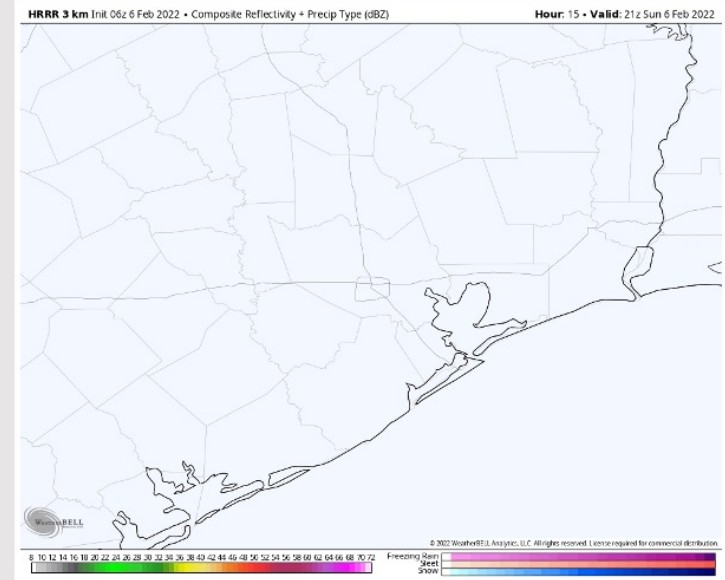 HRRR 3 km Init 06z 6 Feb 2022 • Composite Reflectivity + Precip Type (dBZ) Hour: 15 • Valid: 21z Sun 6 Feb 2022
WeatherBELL
© 2022 WeatherBELL Analytics, LLC. All rights reserved. License required for commercial distribution.
8 10 12 14 16 18 20 22 24 26 28 30 32 34 36 38 40 42 44 46 48 50 52 54 56 58 60 62 64 66 68 70 72
Freezing Rain
Sleet
Snow